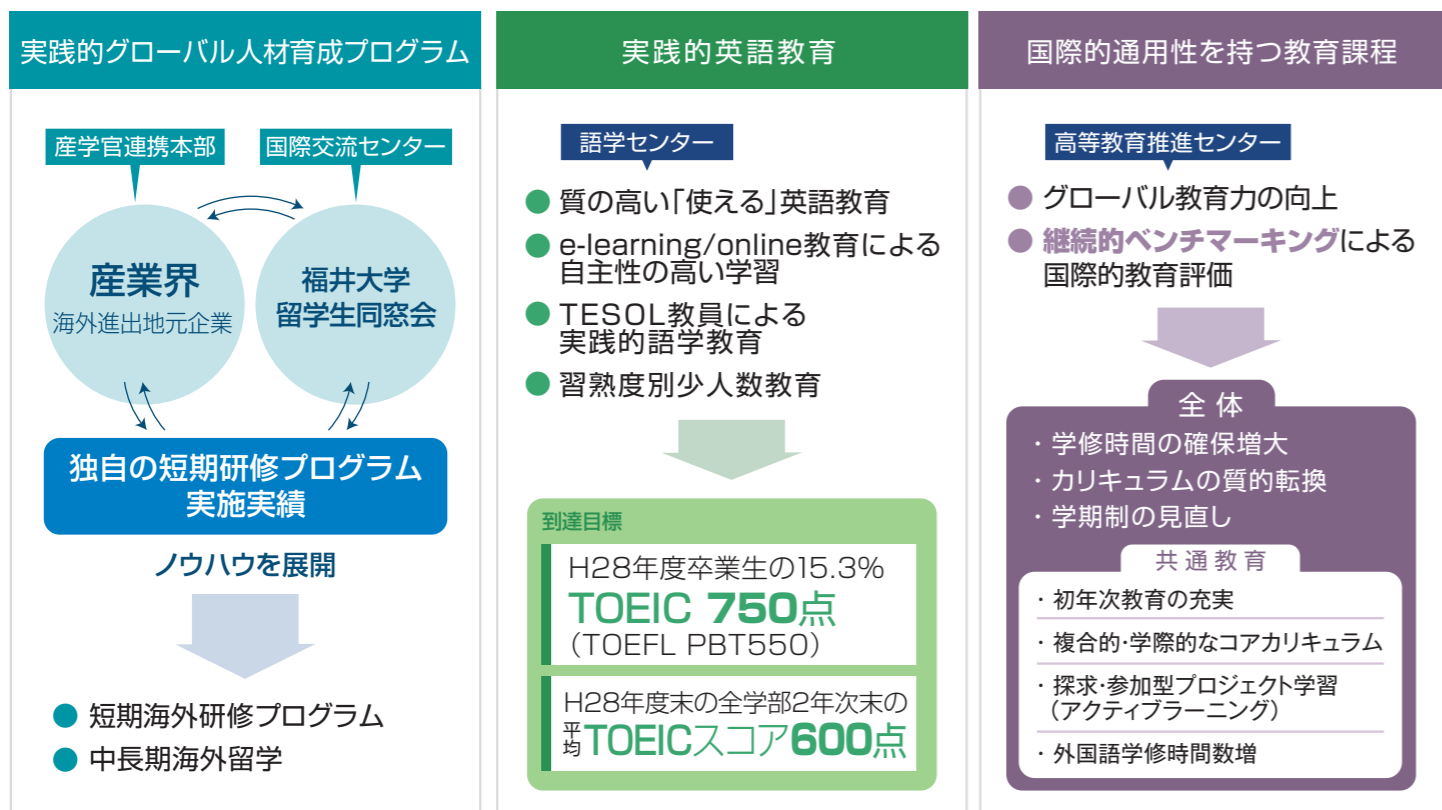 実践的グローバル人材育成プログラム
産学官連携本部
国際交流センター
産業界
海外進出地元企業
福井大学
留学生同窓会
独自の短期研修プログラム
実施実績
ノウハウを展開
● 短期海外研修プログラム
● 中長期海外留学
実践的英語教育
語学センター
● 質の高い「使える」英語教育
● e-learning/online教育による
自主性の高い学習
● TESOL教員による
実践的語学教育
● 習熟度別少人数教育
到達目標
H28年度卒業生の15.3%
TOEIC 750点
(TOEFL PBT550)
H28年度末の全学部2年次末の
平均TOEICスコア600点
国際的通用性を持つ教育課程
高等教育推進センター
● グローバル教育力の向上
● 継続的ベンチマーキングによる
国際的教育評価
全体
・学修時間の確保増大
・カリキュラムの質的転換
・学期制の見直し
共通教育
・初年次教育の充実
・複合的・学際的なコアカリキュラム
・探求・参加型プロジェクト学習
（アクティブラーニング）
・外国語学修時間数増